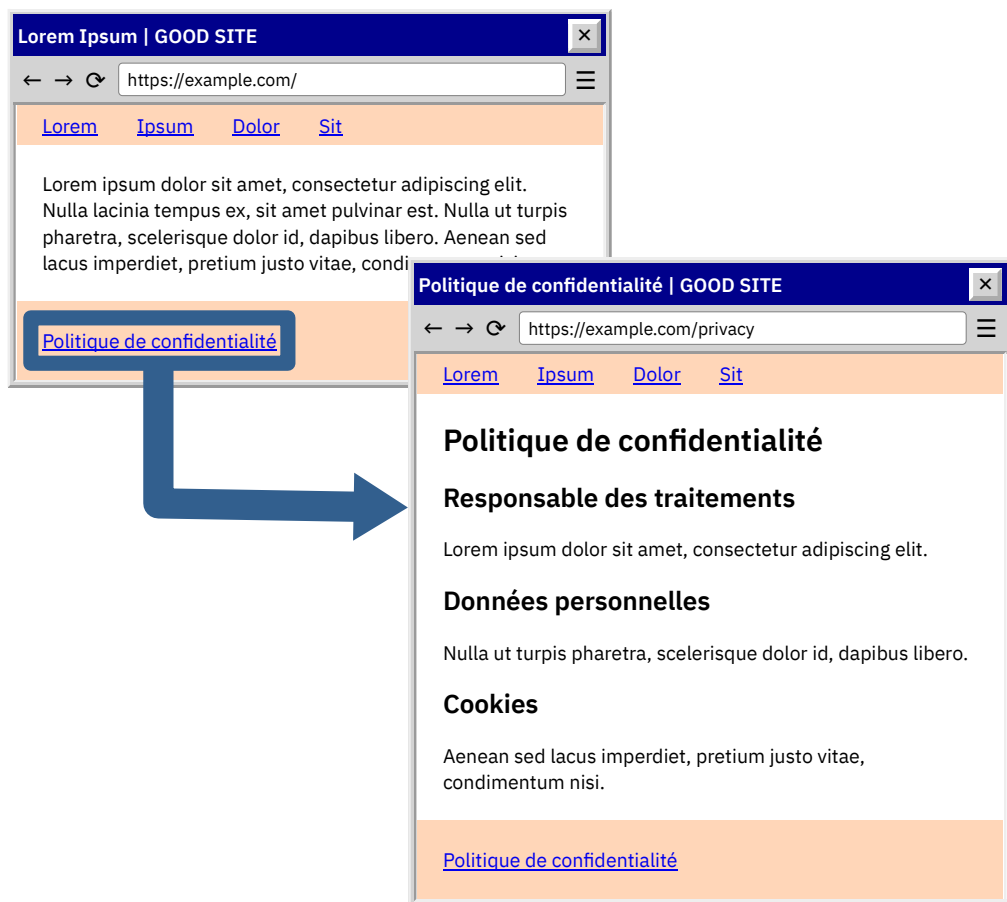 Lorem Ipsum | GOOD SITE
https://example.com/
Lorem Ipsum Dolor Sit
Lorem ipsum dolor sit amet, consectetur adipiscing elit.
Nulla lacinia tempus ex, sit amet pulvinar est. Nulla ut turpis
pharetra, scelerisque dolor id, dapibus libero. Aenean sed
lacus imperdiet, pretium justo vitae,
Politique de confidentialité
Politique de confidentialité | GOOD SITE
https://example.com/privacy
Lorem Ipsum Dolor Sit
Politique de confidentialité
Responsable des traitements
Lorem ipsum dolor sit amet, consectetur adipiscing elit.
Données personnelles
Nulla ut turpis pharetra, scelerisque dolor id, dapibus libero.
Cookies
Aenean sed lacus imperdiet, pretium justo vitae,
condimentum nisi.
Politique de confidentialité